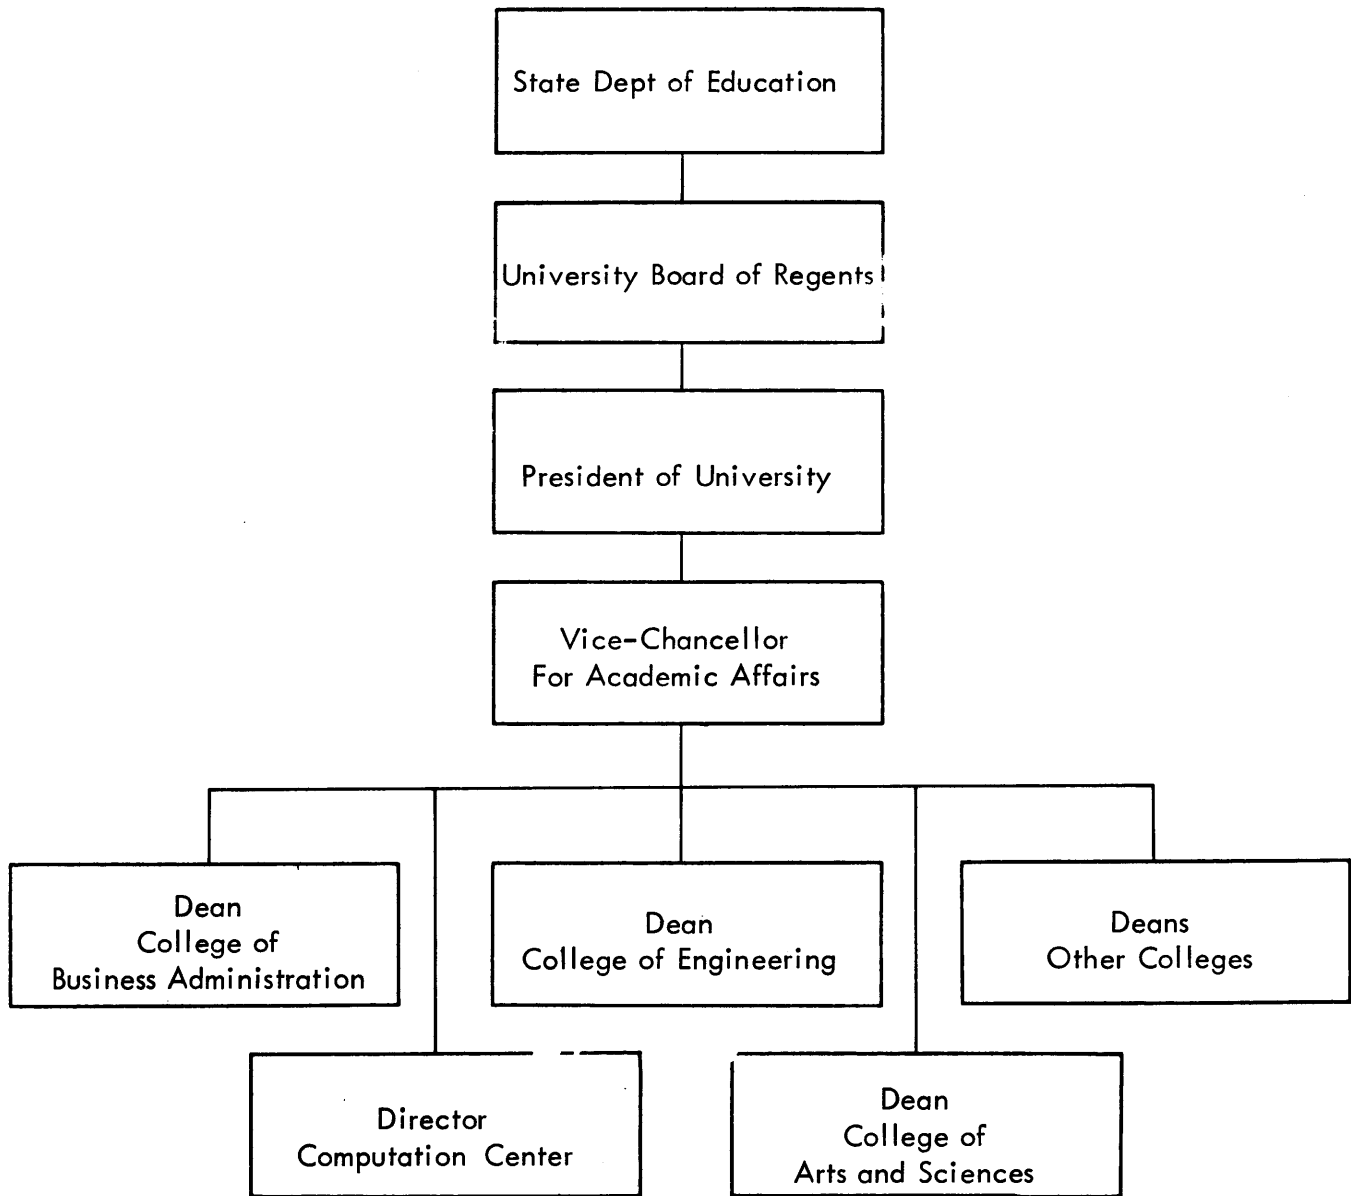 State Dept of Education
University Board of Regents
President of University
Vice-Chancellor
For Academic Affairs
Dean
College of
Business Administration
Dean
College of Engineering
Deans
Other Colleges
Director
Computation Center
Dean
College of
Arts and Sciences